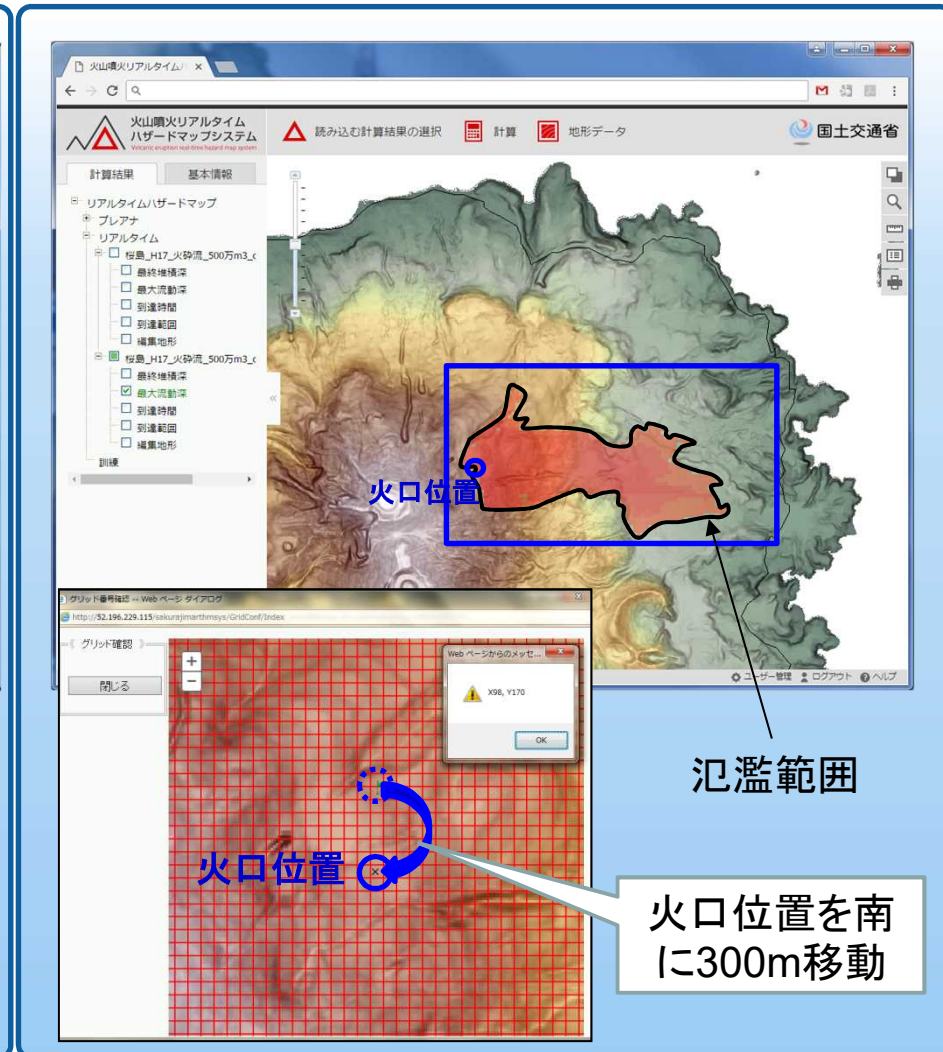 火山噴火リアルタイムハ
火山噴火リアルタイム
ハザードマップシステム
Volcanic eruption real-time hazard map system
読み込む計算結果の選択
計算
地形データ
国土交通省
計算結果
基本情報
リアルタイムハザードマップ
プレアナ
リアルタイム
桜島_H17_火砕流_500万m3_c
最終堆積深
最大流動深
到達時間
到達範囲
編集地形
桜島_H17_火砕流_500万m3_c
最終堆積深
最大流動深
到達時間
到達範囲
編集地形
訓練
火口位置
ユーザー管理
ログアウト
ヘルプ
氾濫範囲
グリッド番号確認 -- Web ページ ダイアログ
http://52.196.229.115/sakurajimarthmsys/GridConf/Index
グリッド確認
閉じる
Web ページからのメッセ...
X98, Y170
OK
火口位置
火口位置を南
に300m移動